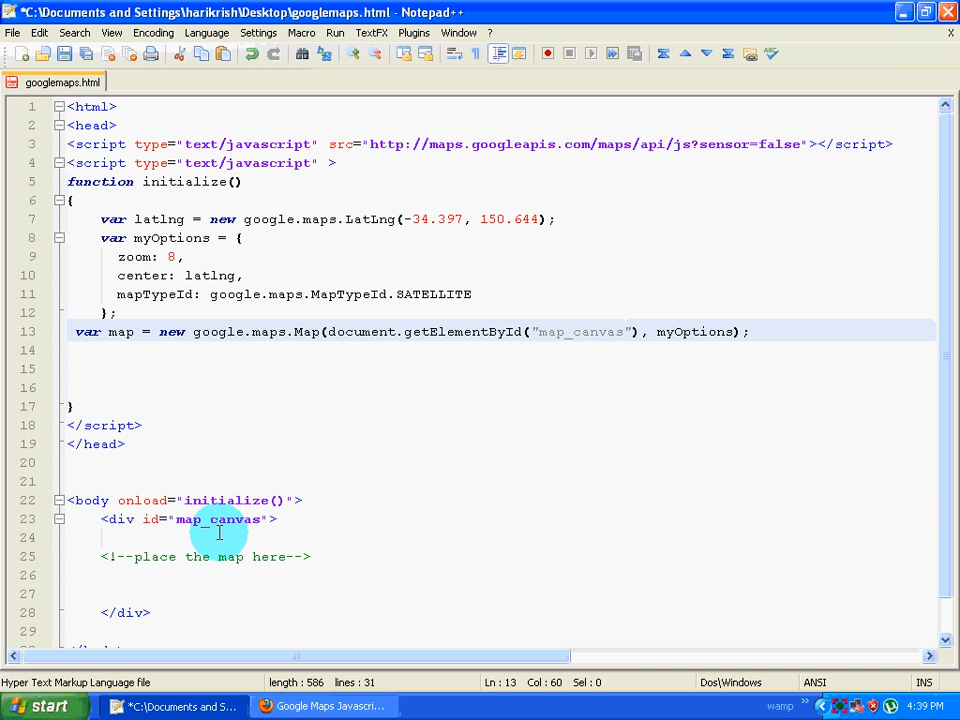 *C:\Documents and Settings\harikrish\Desktop\googlemaps.html - Notepad++
File Edit Search View Encoding Language Settings Macro Run TextFX Plugins Window ? X
googlemaps.html
1 <html>
2 <head>
3 <script type="text/javascript" src="http://maps.googleapis.com/maps/api/js?sensor=false"></script>
4 <script type="text/javascript" >
5 function initialize()
6 {
7 var latlng = new google.maps.LatLng(-34.397, 150.644);
8 var myOptions = {
9 zoom: 8,
10 center: latlng,
11 mapTypeId: google.maps.MapTypeId.SATELLITE
12 };
13 var map = new google.maps.Map(document.getElementById("map_canvas"), myOptions);
14
15
16
17 }
18 </script>
19 </head>
20
21
22 <body onload="initialize()">
23 <div id="map_canvas">
24
25 <!--place the map here-->
26
27
28 </div>
29
Hyper Text Markup Language file length : 586 lines : 31 Ln : 13 Col : 60 Sel : 0 Dos\Windows ANSI INS
start *C:\Documents and S... Google Maps Javascri... wamp » 4:39 PM